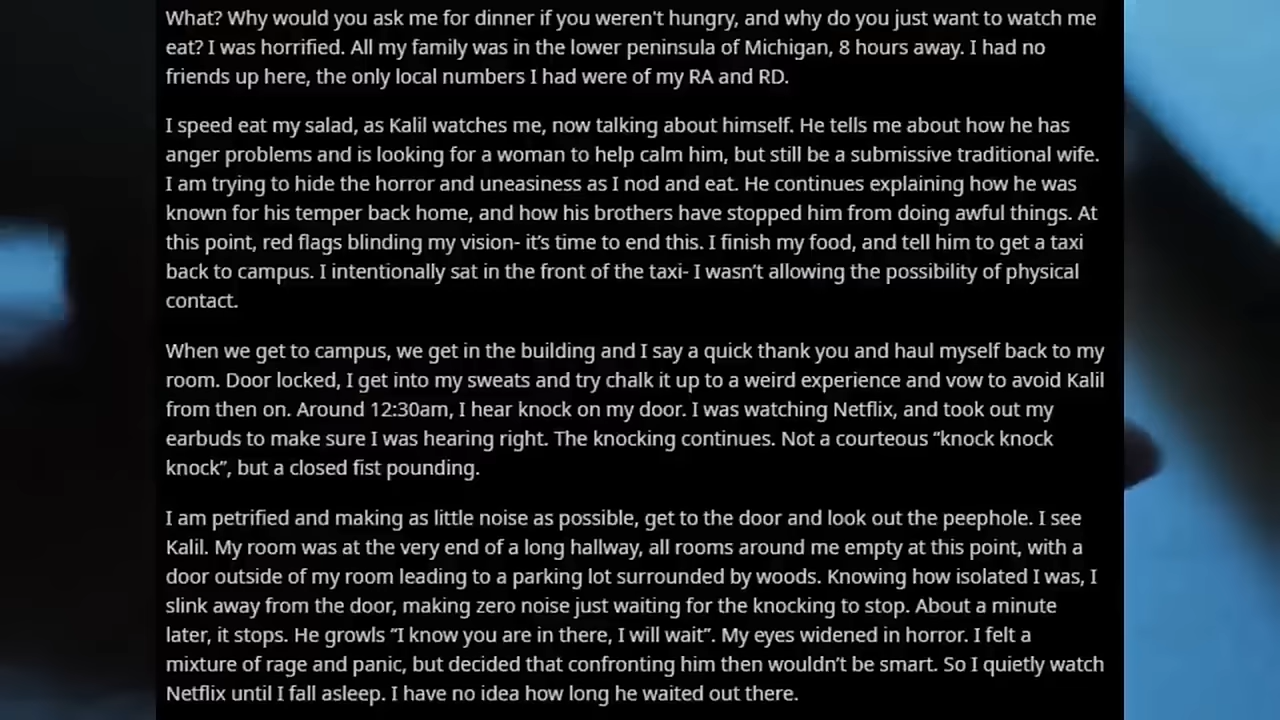 What? Why would you ask me for dinner if you weren't hungry, and why do you just want to watch me
eat? I was horrified. All my family was in the lower peninsula of Michigan, 8 hours away. I had no
friends up here, the only local numbers I had were of my RA and RD.
I speed eat my salad, as Kalil watches me, now talking about himself. He tells me about how he has
anger problems and is looking for a woman to help calm him, but still be a submissive traditional wife.
I am trying to hide the horror and uneasiness as I nod and eat. He continues explaining how he was
known for his temper back home, and how his brothers have stopped him from doing awful things. At
this point, red flags blinding my vision- it’s time to end this. I finish my food, and tell him to get a taxi
back to campus. I intentionally sat in the front of the taxi- I wasn’t allowing the possibility of physical
contact.
When we get to campus, we get in the building and I say a quick thank you and haul myself back to my
room. Door locked, I get into my sweats and try chalk it up to a weird experience and vow to avoid Kalil
from then on. Around 12:30am, I hear knock on my door. I was watching Netflix, and took out my
earbuds to make sure I was hearing right. The knocking continues. Not a courteous “knock knock
knock”, but a closed fist pounding.
I am petrified and making as little noise as possible, get to the door and look out the peephole. I see
Kalil. My room was at the very end of a long hallway, all rooms around me empty at this point, with a
door outside of my room leading to a parking lot surrounded by woods. Knowing how isolated I was, I
slink away from the door, making zero noise just waiting for the knocking to stop. About a minute
later, it stops. He growls “I know you are in there, I will wait”. My eyes widened in horror. I felt a
mixture of rage and panic, but decided that confronting him then wouldn’t be smart. So I quietly watch
Netflix until I fall asleep. I have no idea how long he waited out there.